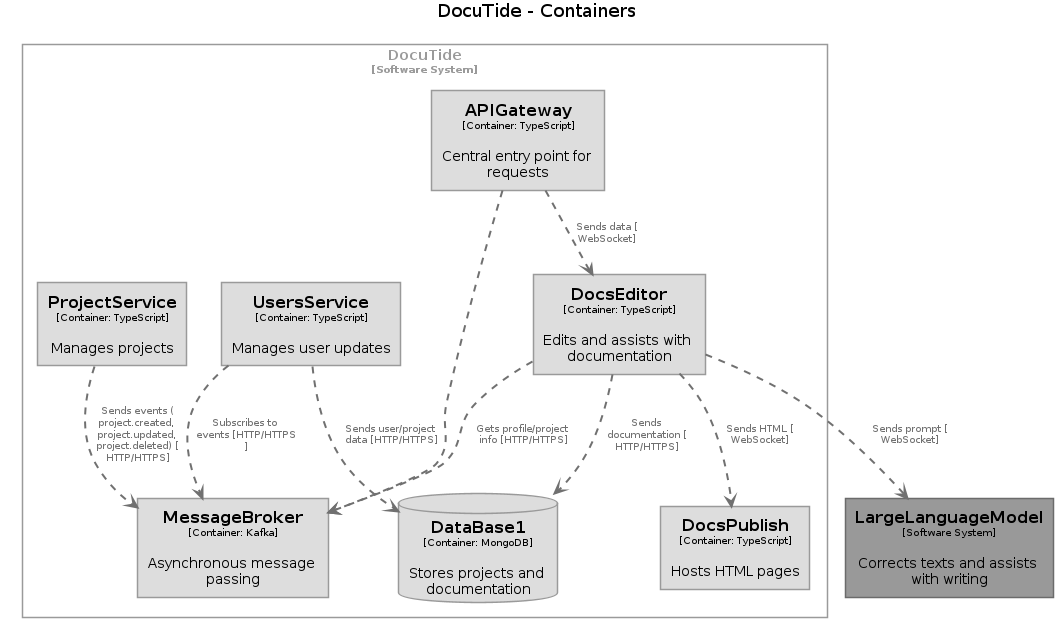 DocuTide - Containers
DocuTide
[Software System]
APIGateway
[Container: TypeScript]
Central entry point for
requests
Sends data [
WebSocket]
ProjectService
[Container: TypeScript]
Manages projects
UsersService
[Container: TypeScript]
Manages user updates
DocsEditor
[Container: TypeScript]
Edits and assists with
documentation
Sends events (
project.created,
project.updated,
project.deleted) [
HTTP/HTTPS]
Subscribes to
events [HTTP/HTTPS
]
Sends user/project
data [HTTP/HTTPS]
Gets profile/project
info [HTTP/HTTPS]
Sends
documentation [
HTTP/HTTPS]
Sends HTML [
WebSocket]
Sends prompt [
WebSocket]
MessageBroker
[Container: Kafka]
Asynchronous message
passing
DataBase1
[Container: MongoDB]
Stores projects and
documentation
DocsPublish
[Container: TypeScript]
Hosts HTML pages
LargeLanguageModel
[Software System]
Corrects texts and assists
with writing